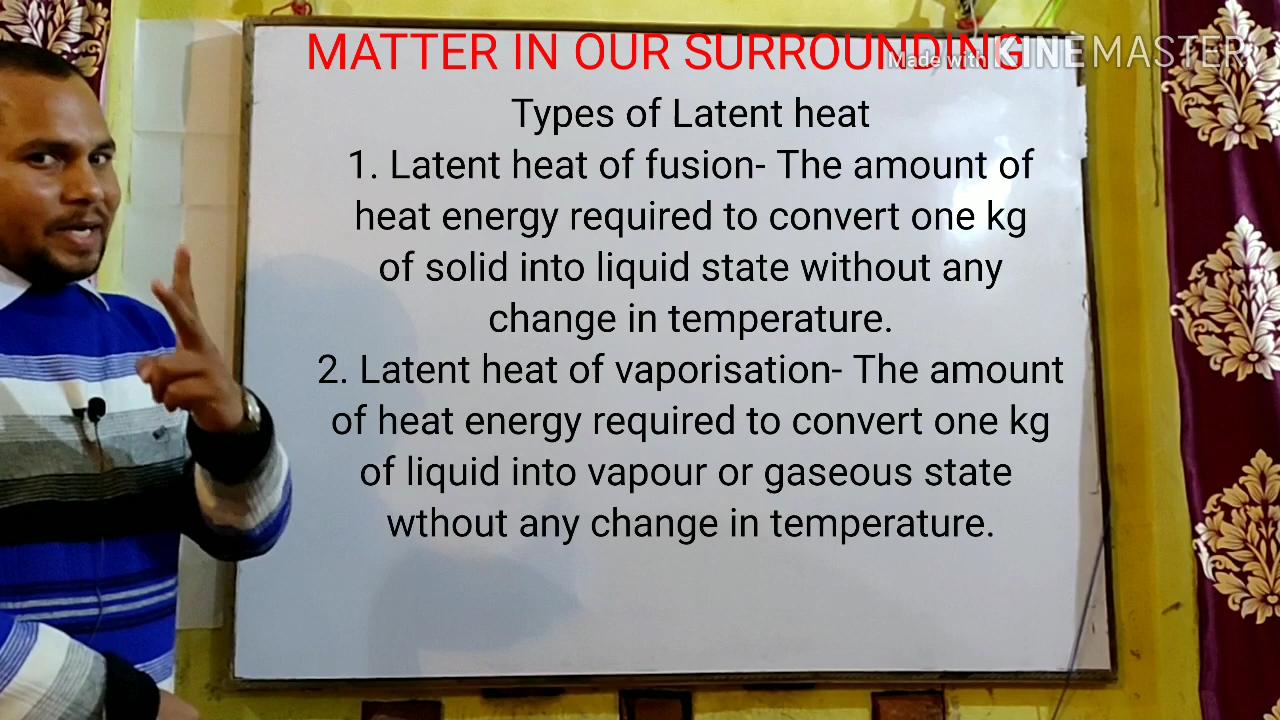 MATTER IN OUR SURROUNDING
Made with KINEMASTER
Types of Latent heat
1. Latent heat of fusion- The amount of
heat energy required to convert one kg
of solid into liquid state without any
change in temperature.
2. Latent heat of vaporisation- The amount
of heat energy required to convert one kg
of liquid into vapour or gaseous state
wthout any change in temperature.